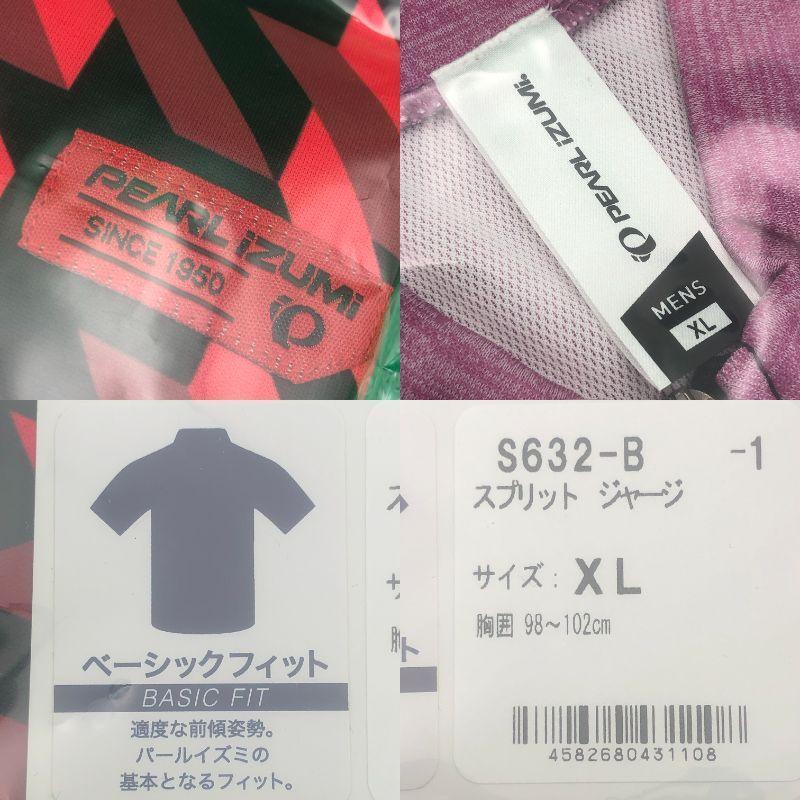 PEARL iZUMi
SINCE 1950
PEARL iZUMi.
MENS
XL
ベーシックフィット
BASIC FIT
適度な前傾姿勢。
パールイズミの
基本となるフィット。
S632-B -1
スプリット ジャージ
サイズ: XL
胸囲 98～102cm
4582680431108